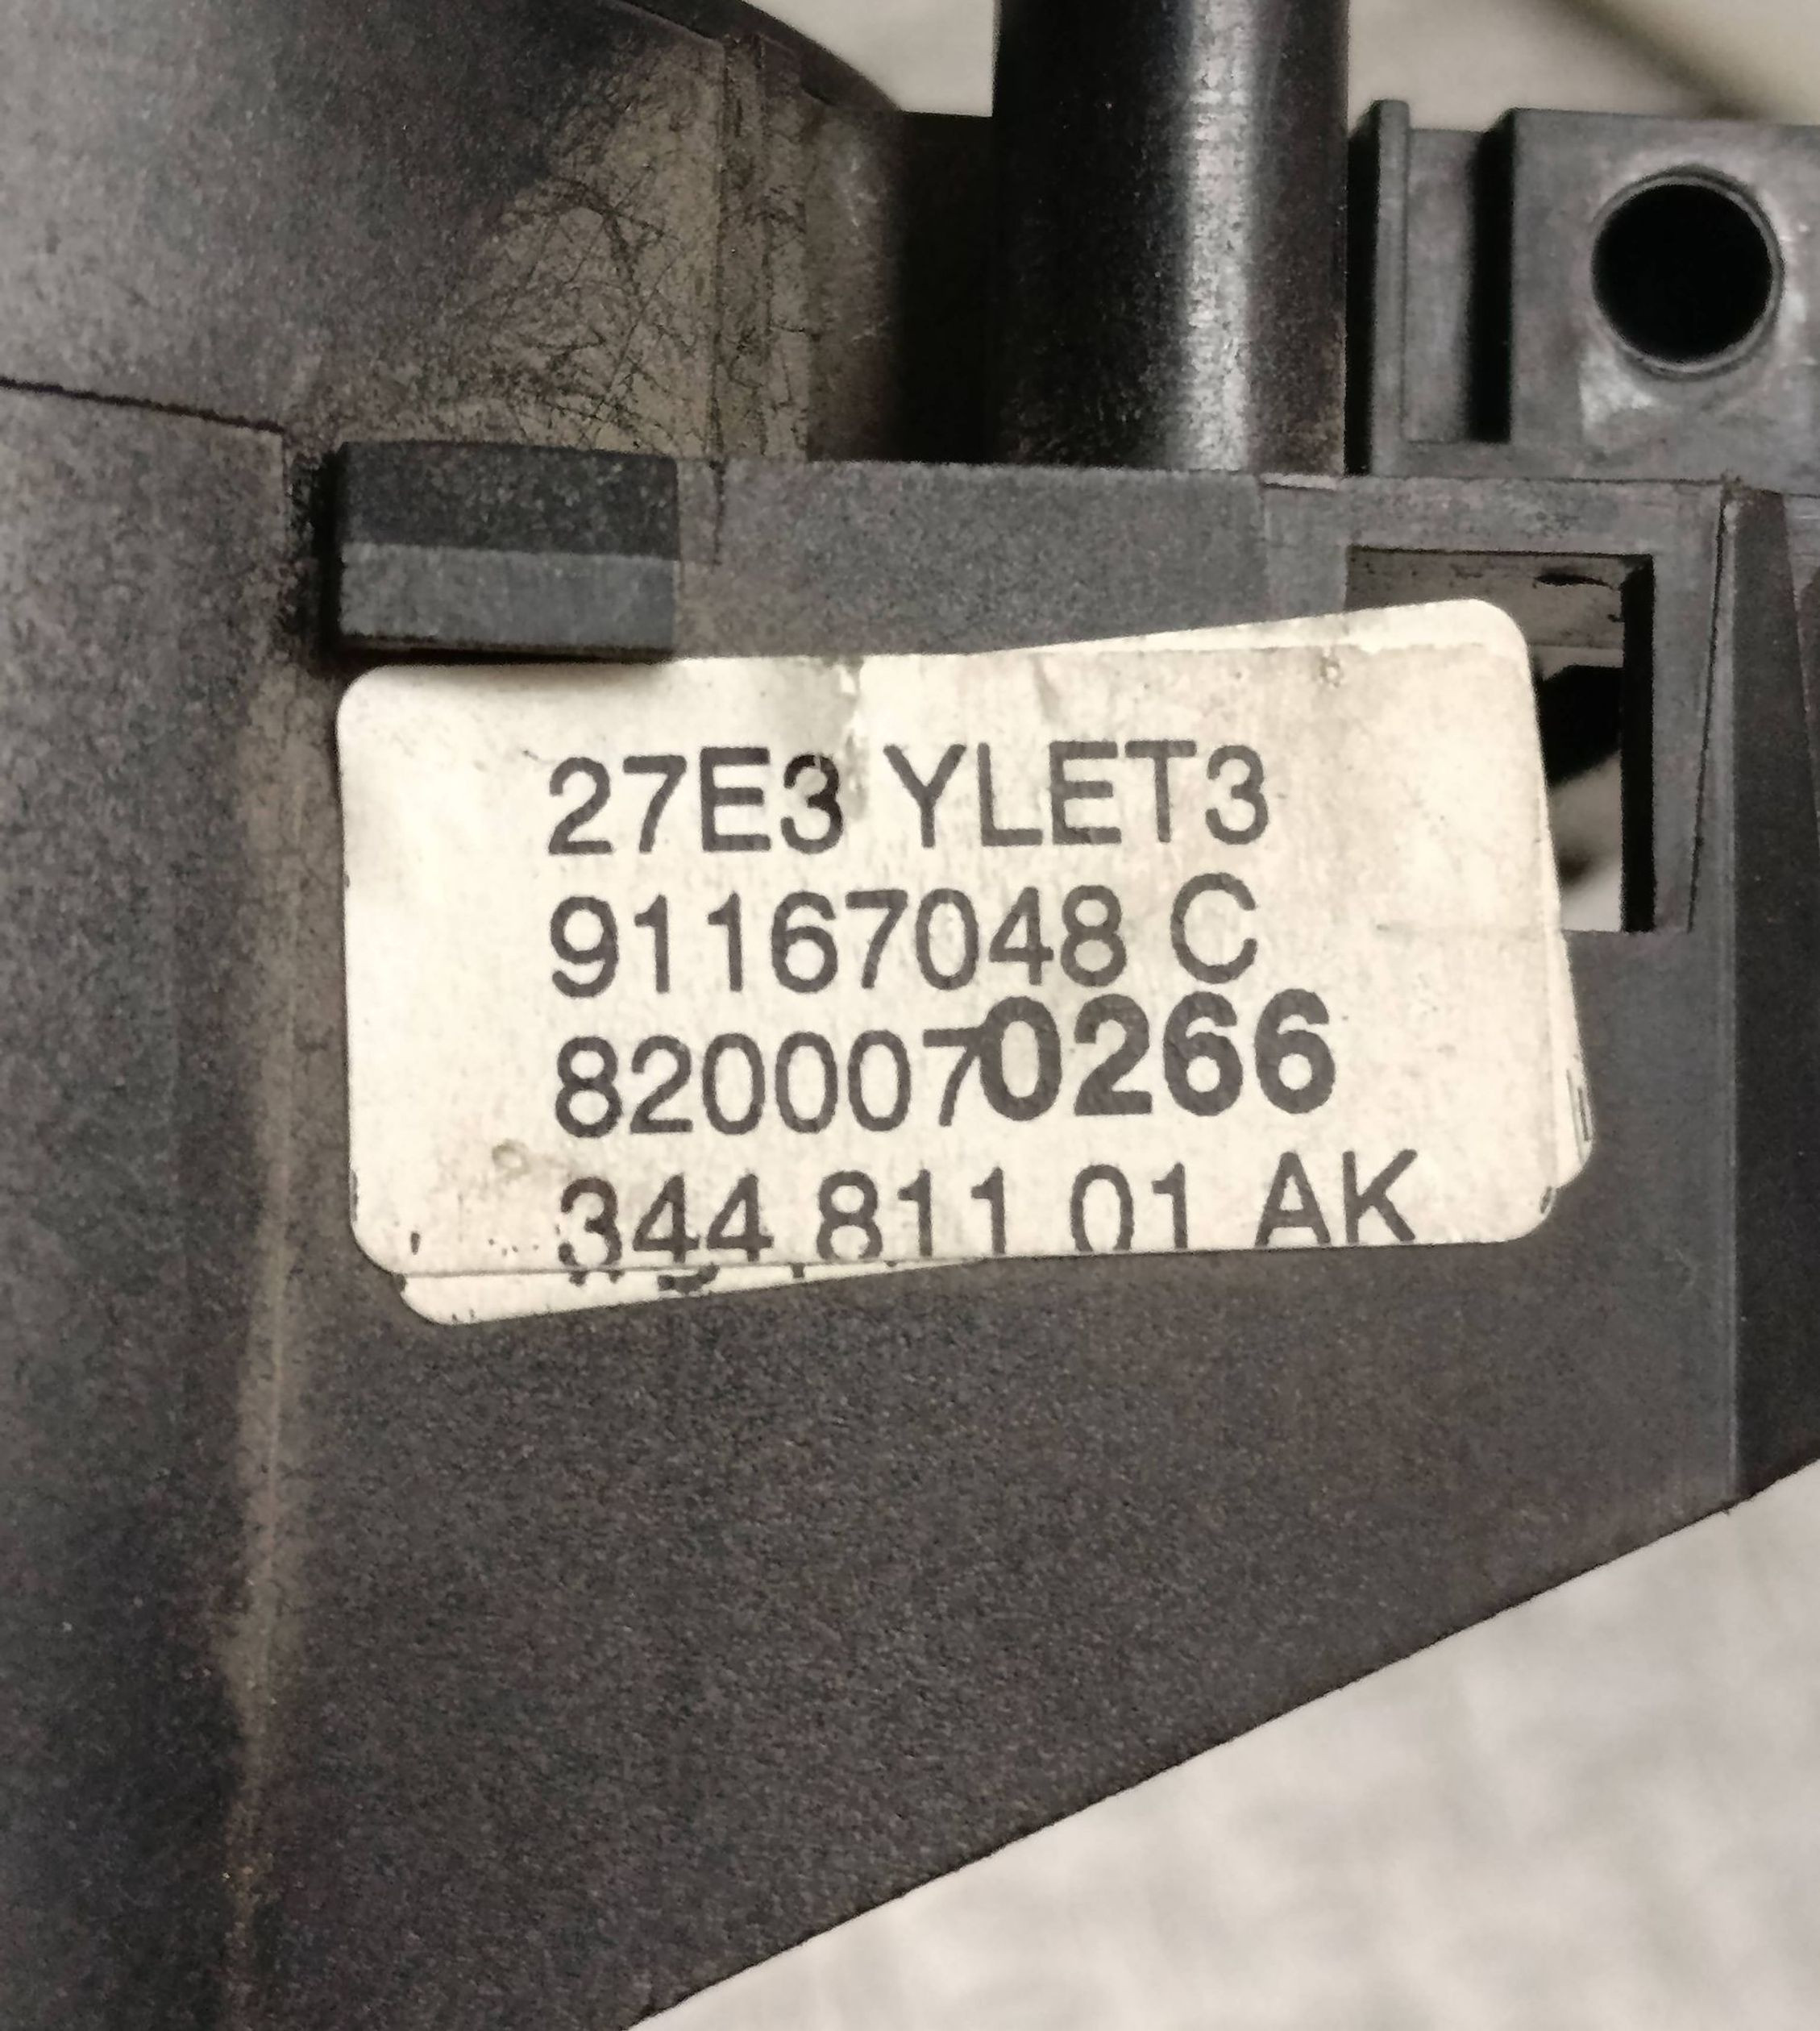 27E3 YLET3
91167048 C
8200070266
344 811 01 AK